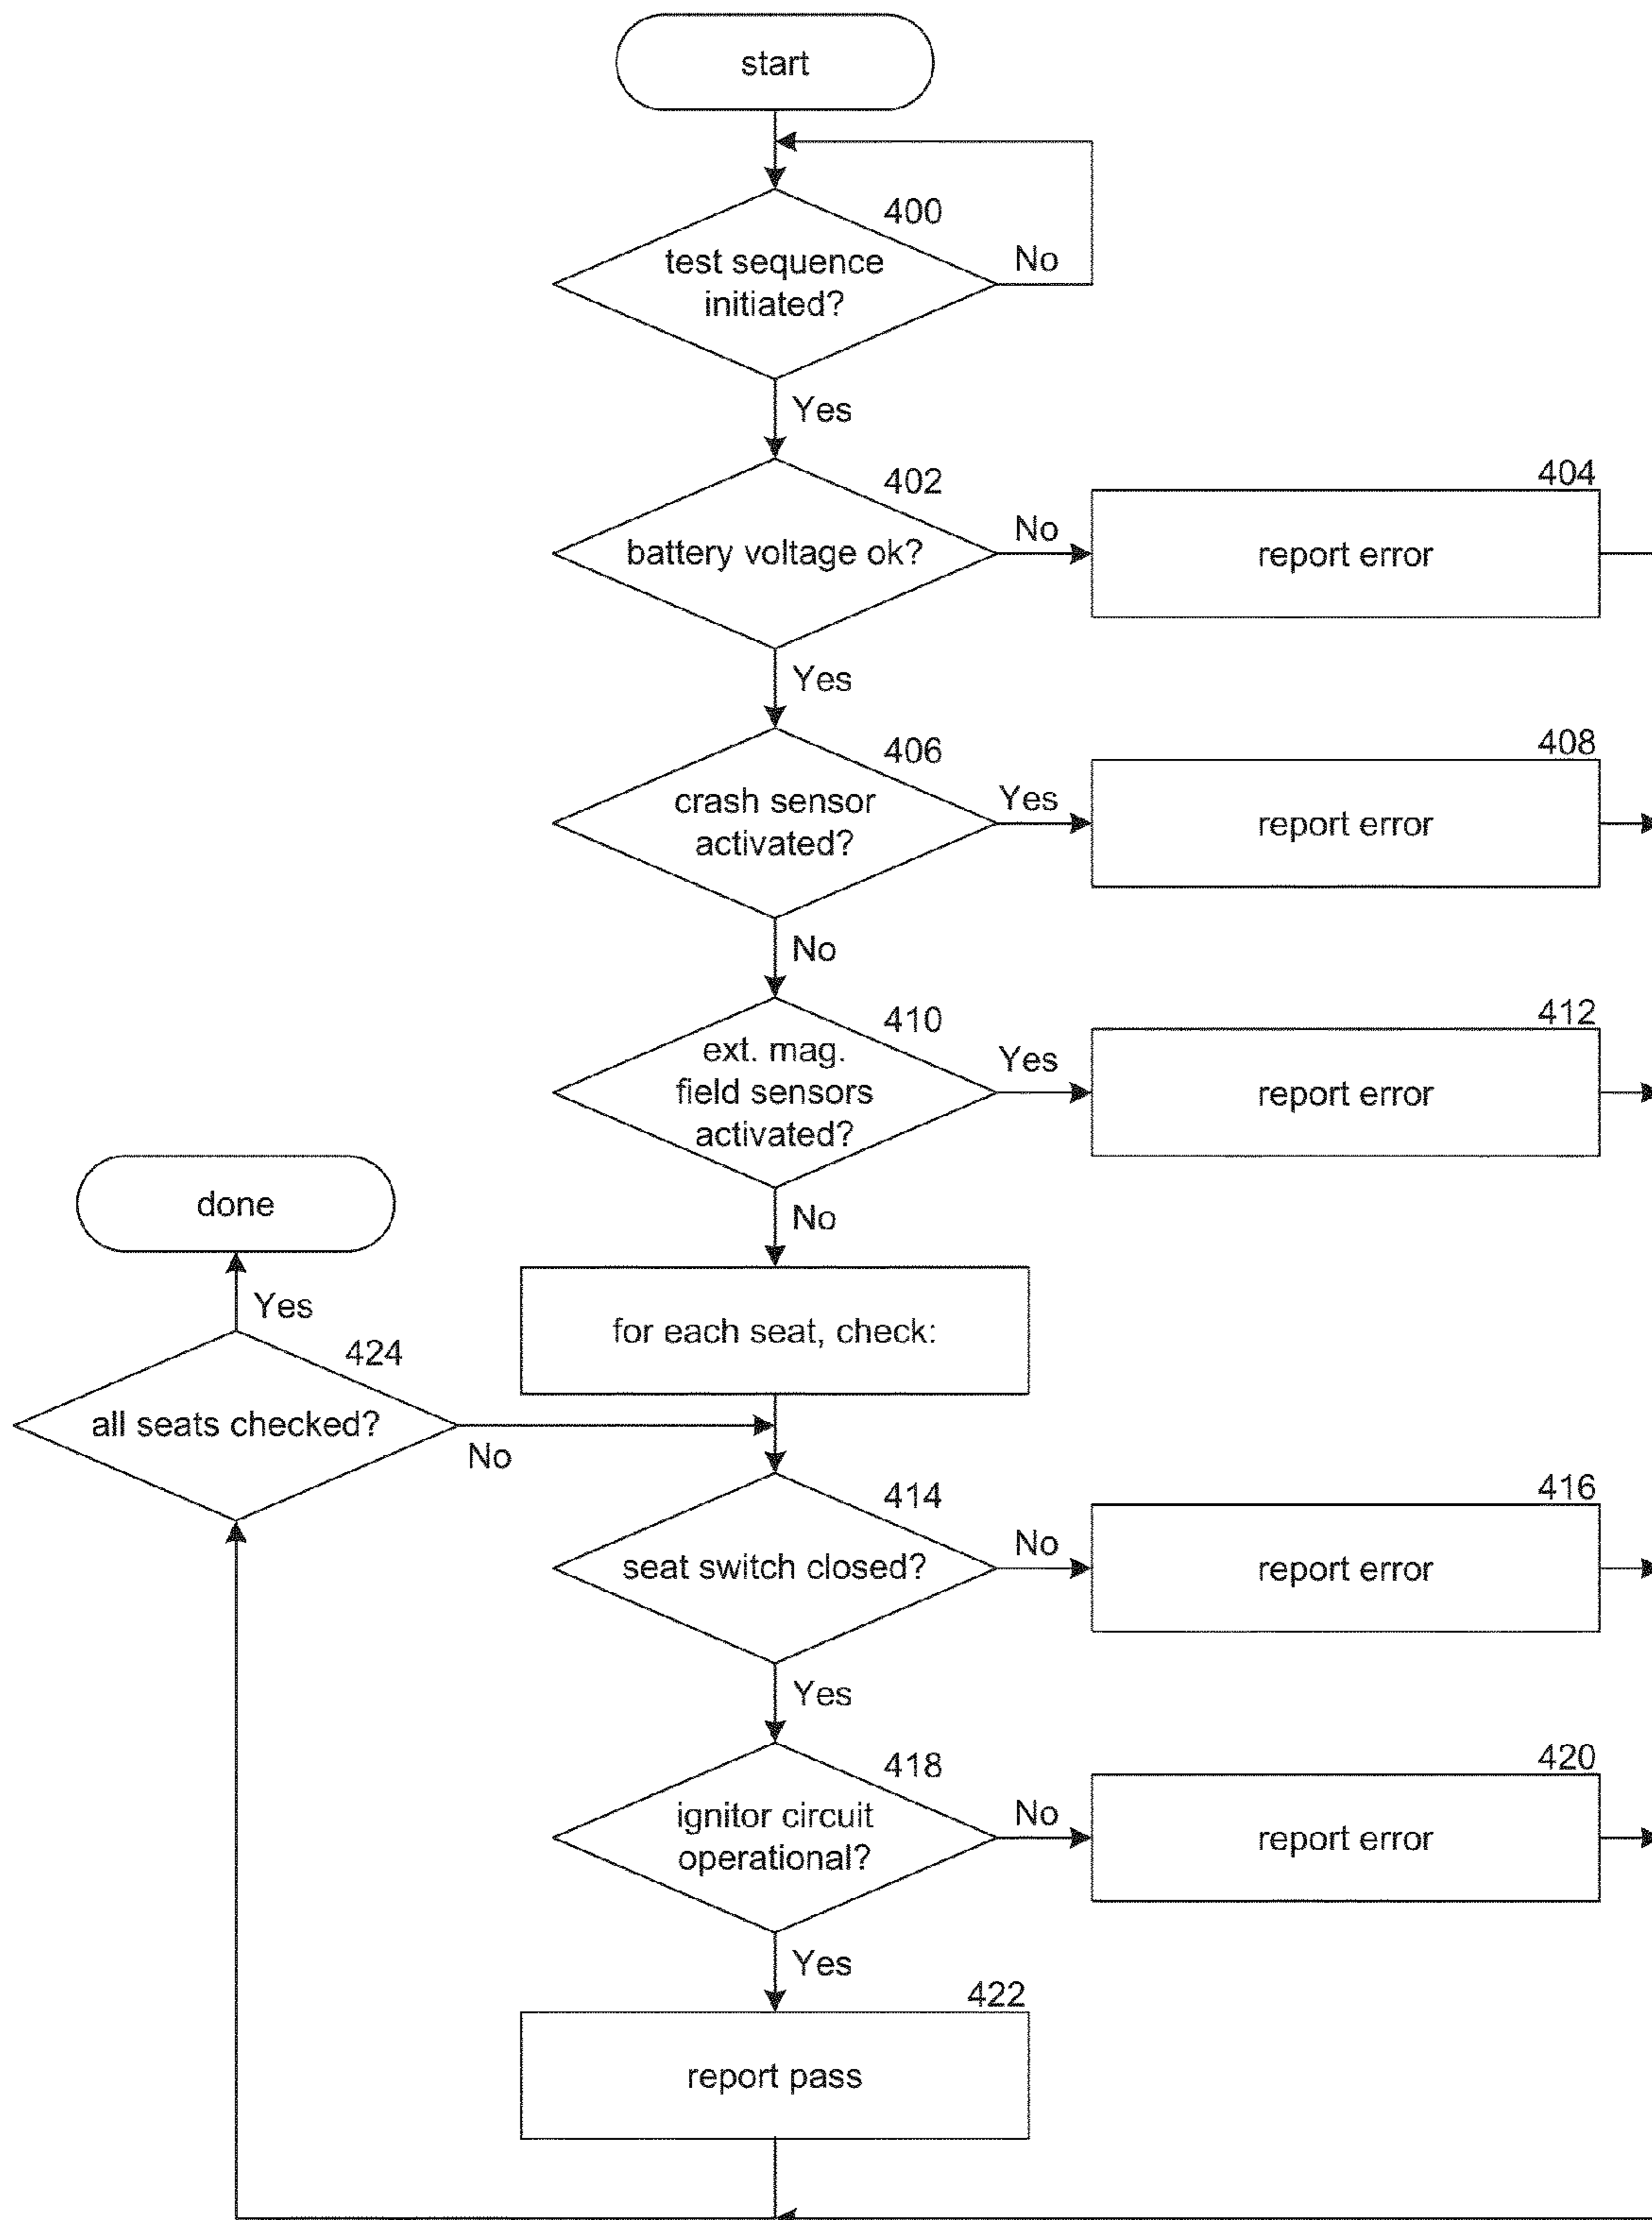 start
400
test sequence
initiated?
No
Yes
402
battery voltage ok?
No
404
report error
Yes
406
crash sensor
activated?
Yes
408
report error
No
410
ext. mag.
field sensors
activated?
Yes
412
report error
No
done
Yes
for each seat, check:
424
all seats checked?
No
414
seat switch closed?
No
416
report error
Yes
418
ignitor circuit
operational?
No
420
report error
Yes
422
report pass